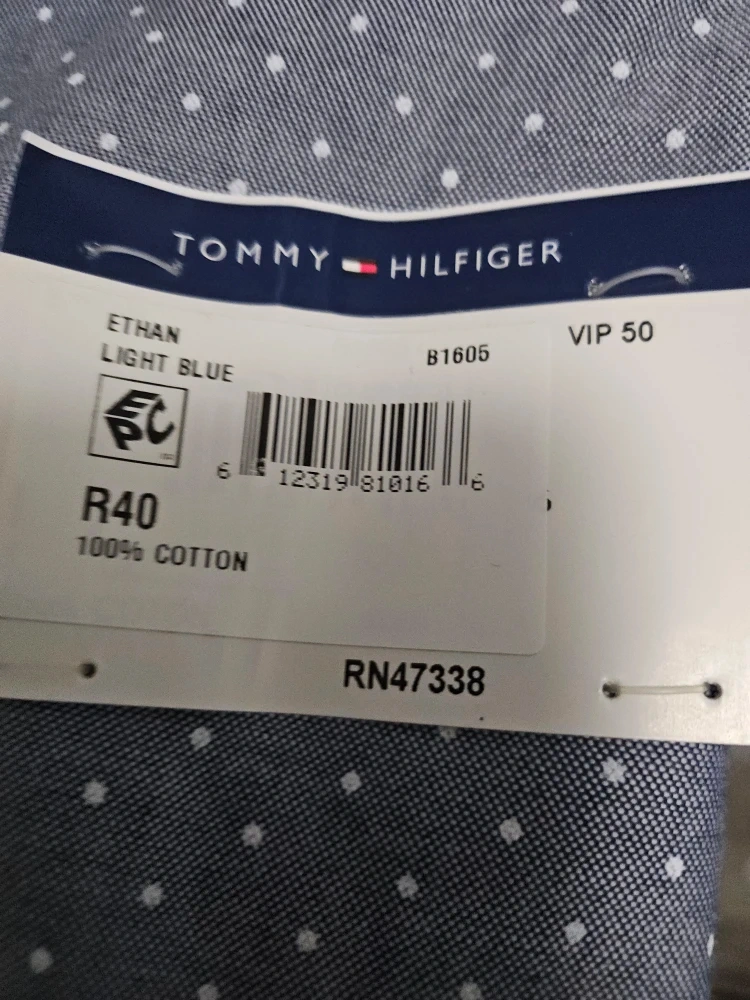 TOMMY HILFIGER
ETHAN
LIGHT BLUE
B1605
VIP 50
EPC
6 12319 81016 6
R40
100% COTTON
RN47338